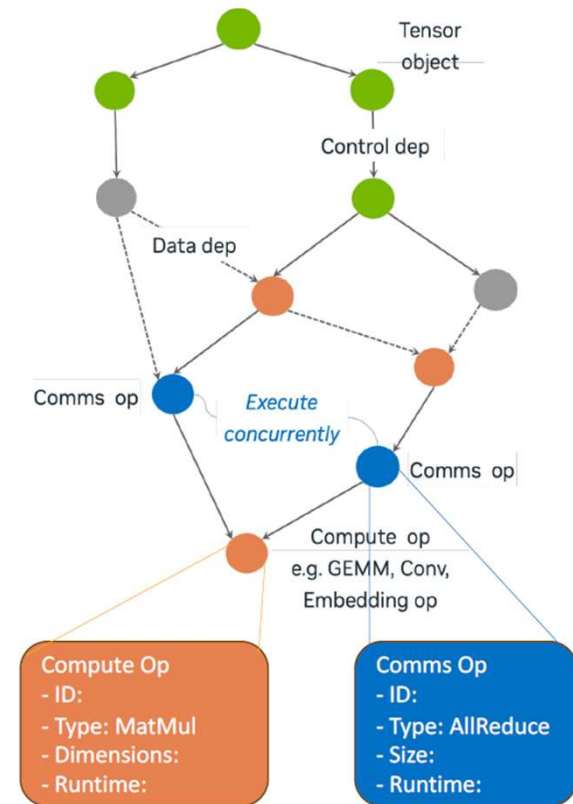 Tensor
object
Control dep
Data dep
Comms op
Execute
concurrently
Comms op
Compute op
e.g. GEMM, Conv,
Embedding op
Compute Op
- ID:
- Type: MatMul
- Dimensions:
- Runtime:
Comms Op
- ID:
- Type: AllReduce
- Size:
- Runtime: